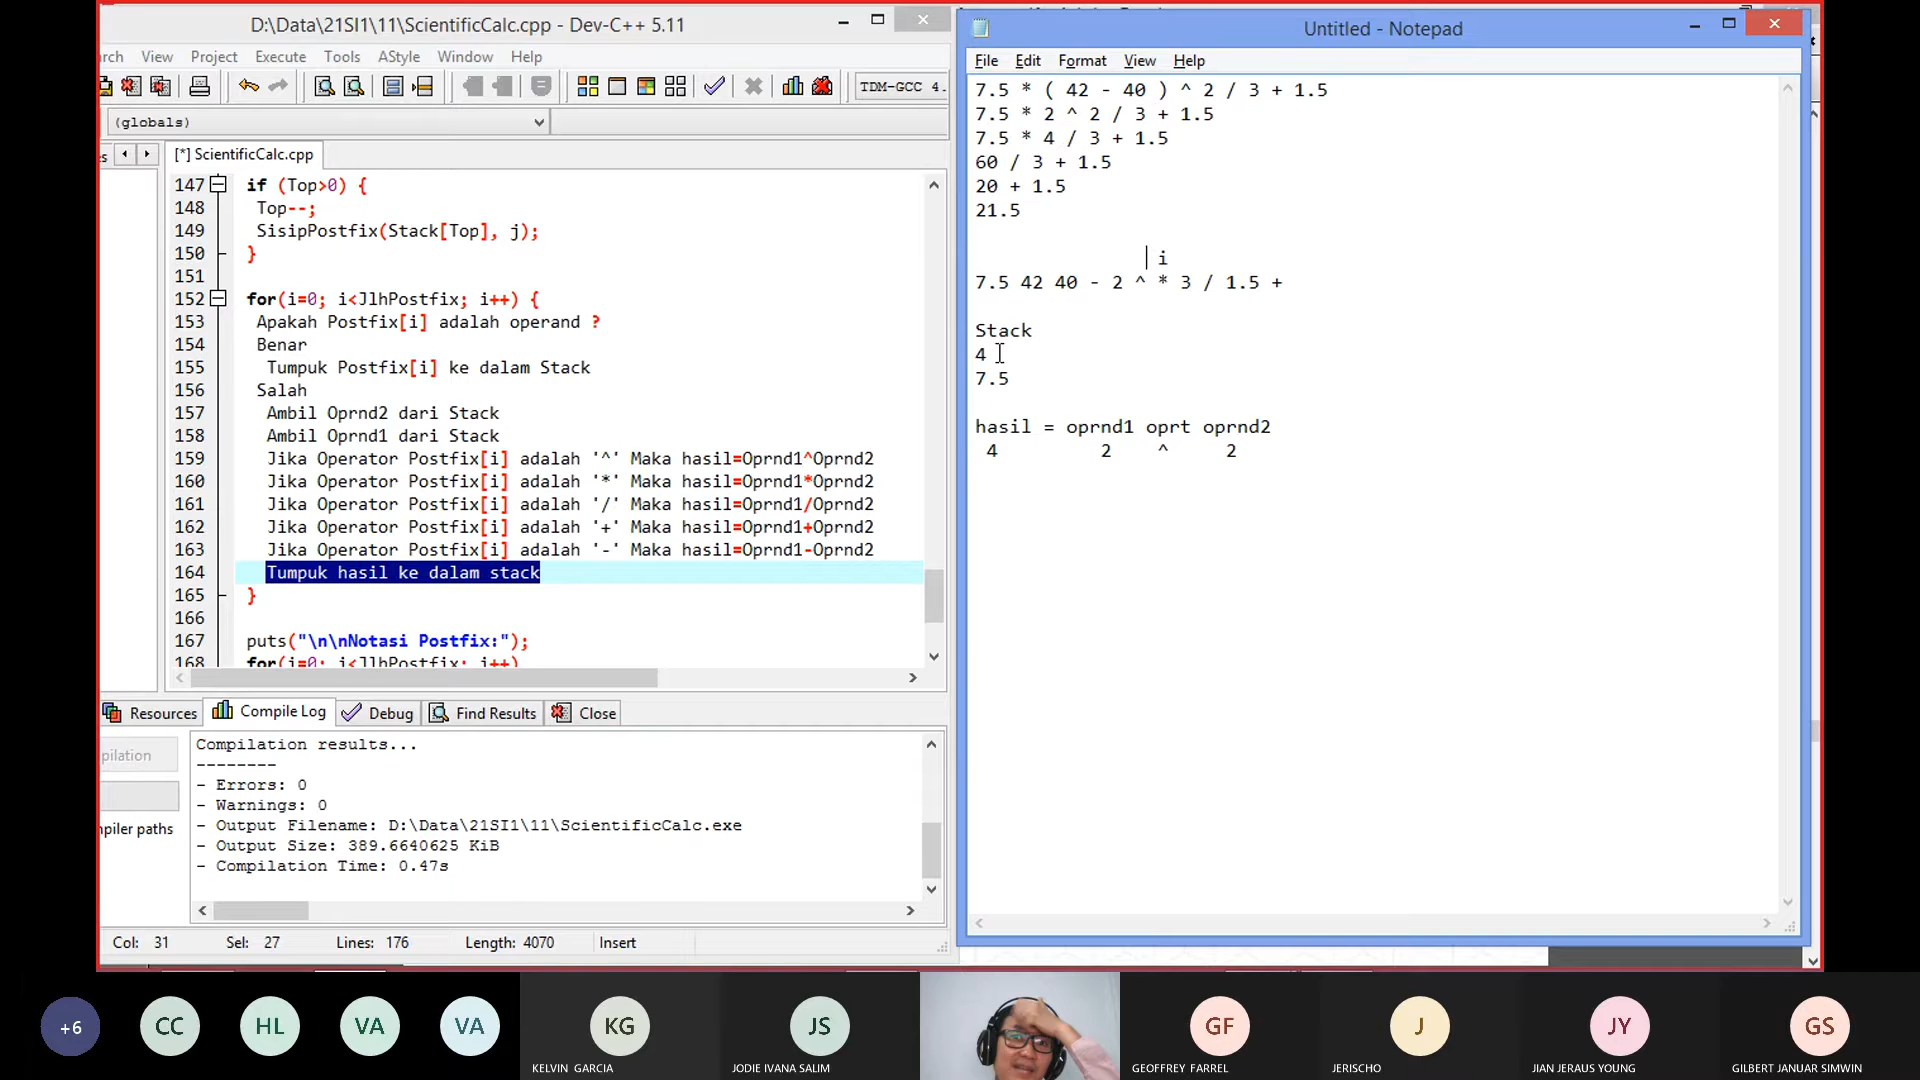 D:\Data\21SI1\11\ScientificCalc.cpp - Dev-C++ 5.11
rch View Project Execute Tools AStyle Window Help
TDM-GCC 4.
(globals)
es
[*] ScientificCalc.cpp
147 if (Top>0) {
148 Top--;
149 SisipPostfix(Stack[Top], j);
150 }
151
152 for(i=0; i<JlhPostfix; i++) {
153 Apakah Postfix[i] adalah operand ?
154 Benar
155 Tumpuk Postfix[i] ke dalam Stack
156 Salah
157 Ambil Oprnd2 dari Stack
158 Ambil Oprnd1 dari Stack
159 Jika Operator Postfix[i] adalah '^' Maka hasil=Oprnd1^Oprnd2
160 Jika Operator Postfix[i] adalah '*' Maka hasil=Oprnd1*Oprnd2
161 Jika Operator Postfix[i] adalah '/' Maka hasil=Oprnd1/Oprnd2
162 Jika Operator Postfix[i] adalah '+' Maka hasil=Oprnd1+Oprnd2
163 Jika Operator Postfix[i] adalah '-' Maka hasil=Oprnd1-Oprnd2
164 Tumpuk hasil ke dalam stack
165 }
166
167 puts("\n\nNotasi Postfix:");
168 for(i=0; i<JlhPostfix; i++)
Resources Compile Log Debug Find Results Close
pilation
mpiler paths
Compilation results...
--------
- Errors: 0
- Warnings: 0
- Output Filename: D:\Data\21SI1\11\ScientificCalc.exe
- Output Size: 389.6640625 KiB
- Compilation Time: 0.47s
Col: 31 Sel: 27 Lines: 176 Length: 4070 Insert
Untitled - Notepad
File Edit Format View Help
7.5 * ( 42 - 40 ) ^ 2 / 3 + 1.5
7.5 * 2 ^ 2 / 3 + 1.5
7.5 * 4 / 3 + 1.5
60 / 3 + 1.5
20 + 1.5
21.5
i
7.5 42 40 - 2 ^ * 3 / 1.5 +
Stack
4
7.5
hasil = oprnd1 oprt oprnd2
4 2 ^ 2
+6 CC HL VA VA KG JS GF J JY GS
KELVIN GARCIA JODIE IVANA SALIM GEOFFREY FARREL JERISCHO JIAN JERAUS YOUNG GILBERT JANUAR SIMWIN